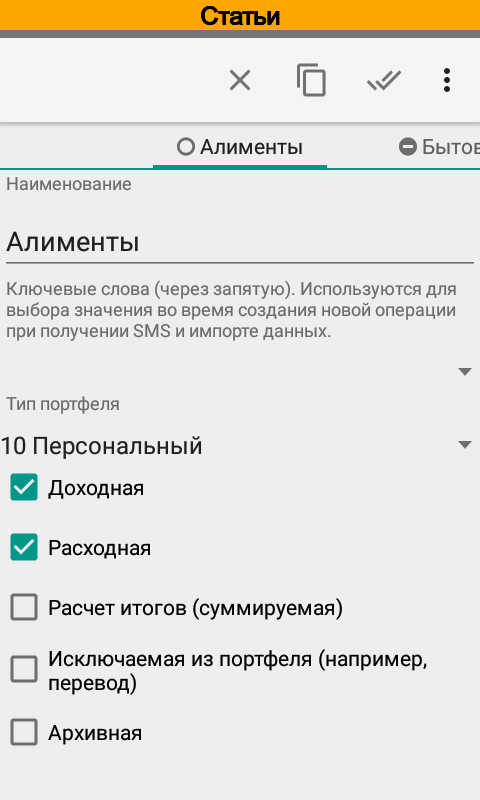 Статьи
Алименты
Бытов
Наименование
Алименты
Ключевые слова (через запятую). Используются для
выбора значения во время создания новой операции
при получении SMS и импорте данных.
Тип портфеля
10 Персональный
Доходная
Расходная
Расчет итогов (суммируемая)
Исключаемая из портфеля (например,
перевод)
Архивная